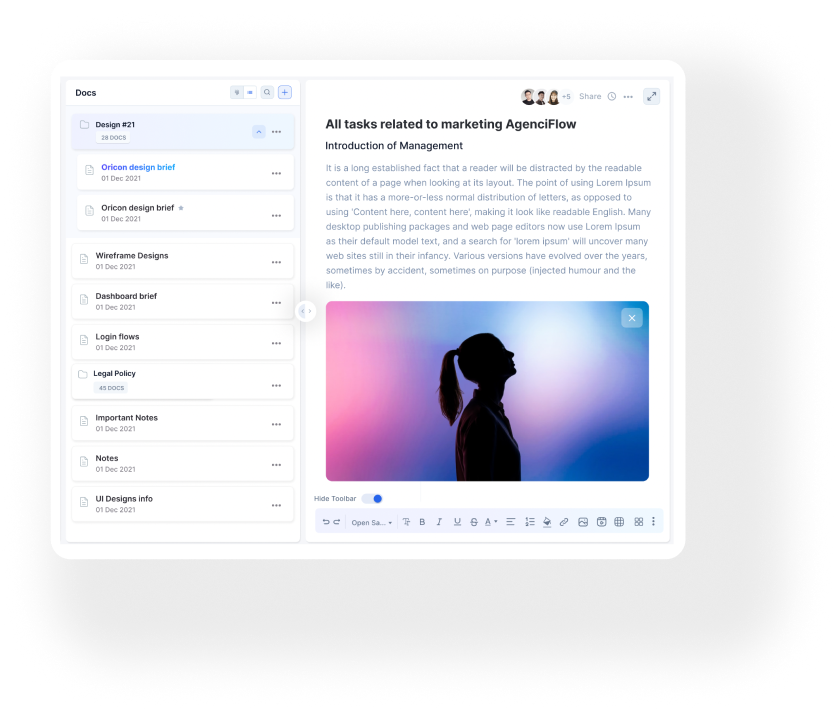 Docs
Design #21
28 DOCS
Oricon design brief
01 Dec 2021
Oricon design brief
01 Dec 2021
Wireframe Designs
01 Dec 2021
Dashboard brief
01 Dec 2021
Login flows
01 Dec 2021
Legal Policy
45 DOCS
Important Notes
01 Dec 2021
Notes
01 Dec 2021
UI Designs info
01 Dec 2021
+5 Share
All tasks related to marketing AgenciFlow
Introduction of Management
It is a long established fact that a reader will be distracted by the readable
content of a page when looking at its layout. The point of using Lorem Ipsum
is that it has a more-or-less normal distribution of letters, as opposed to
using 'Content here, content here', making it look like readable English. Many
desktop publishing packages and web page editors now use Lorem Ipsum
as their default model text, and a search for 'lorem ipsum' will uncover many
web sites still in their infancy. Various versions have evolved over the years,
sometimes by accident, sometimes on purpose (injected humour and the
like).
Hide Toolbar
Open Sa... B I U S A